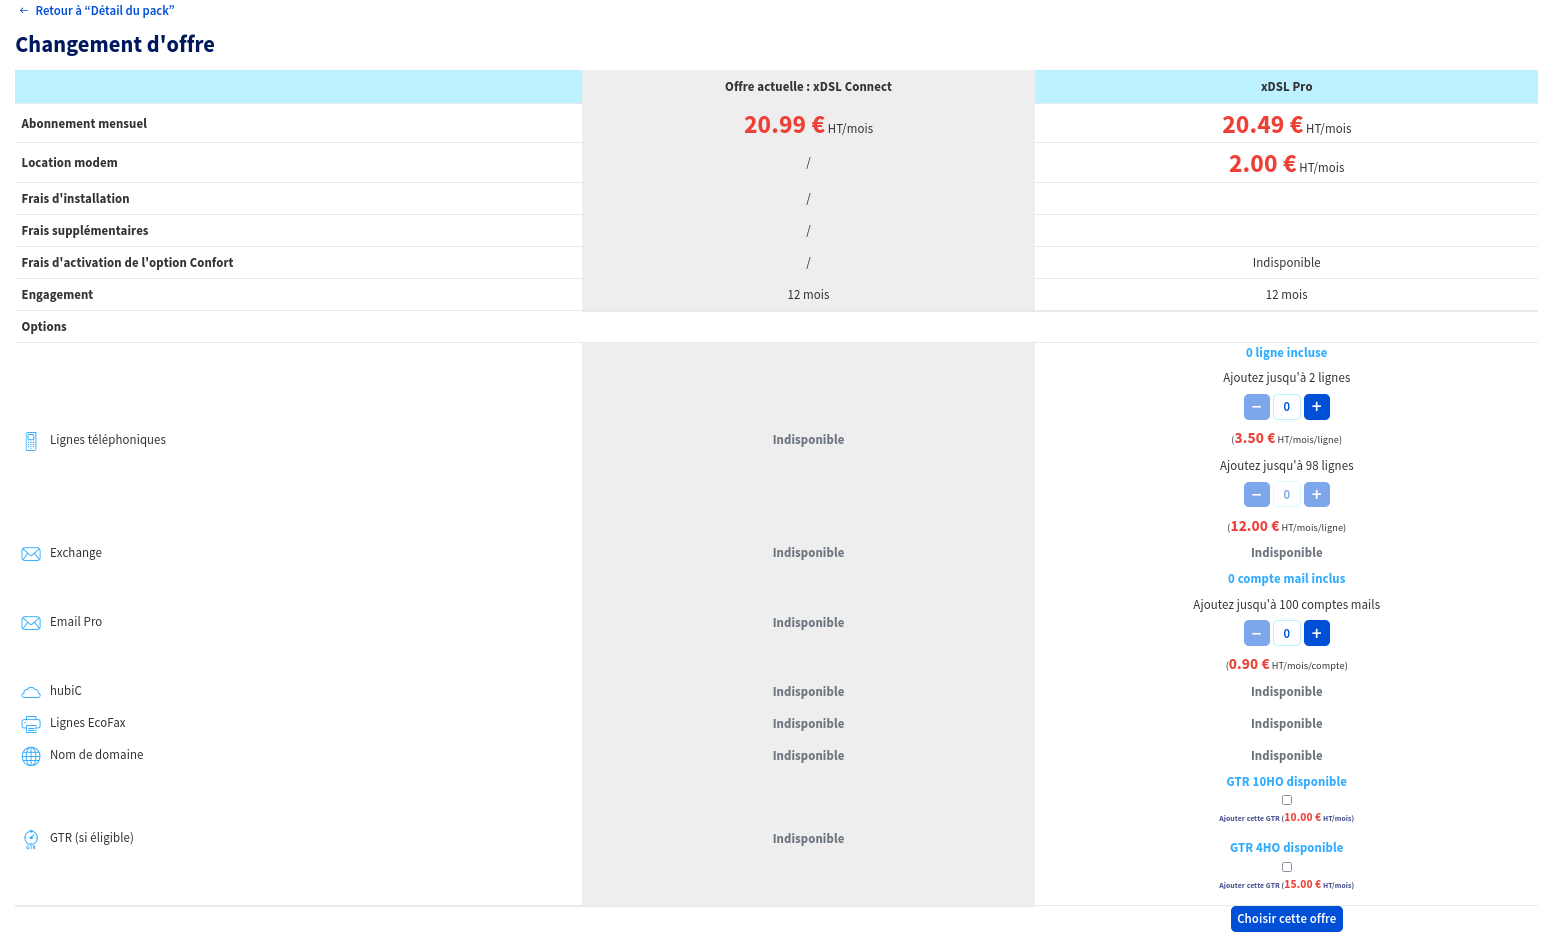 ← Retour à “Détail du pack”
Changement d'offre
Offre actuelle : xDSL Connect xDSL Pro
Abonnement mensuel 20.99 € HT/mois 20.49 € HT/mois
Location modem / 2.00 € HT/mois
Frais d'installation /
Frais supplémentaires /
Frais d'activation de l'option Confort / Indisponible
Engagement 12 mois 12 mois
Options
0 ligne incluse
Ajoutez jusqu'à 2 lignes
− 0 +
Lignes téléphoniques Indisponible (3.50 € HT/mois/ligne)
Ajoutez jusqu'à 98 lignes
− 0 +
(12.00 € HT/mois/ligne)
Exchange Indisponible Indisponible
0 compte mail inclus
Ajoutez jusqu'à 100 comptes mails
Email Pro Indisponible − 0 +
(0.90 € HT/mois/compte)
hubiC Indisponible Indisponible
Lignes EcoFax Indisponible Indisponible
Nom de domaine Indisponible Indisponible
GTR 10HO disponible
Ajouter cette GTR (10.00 € HT/mois)
GTR (si éligible) Indisponible
GTR 4HO disponible
Ajouter cette GTR (15.00 € HT/mois)
Choisir cette offre